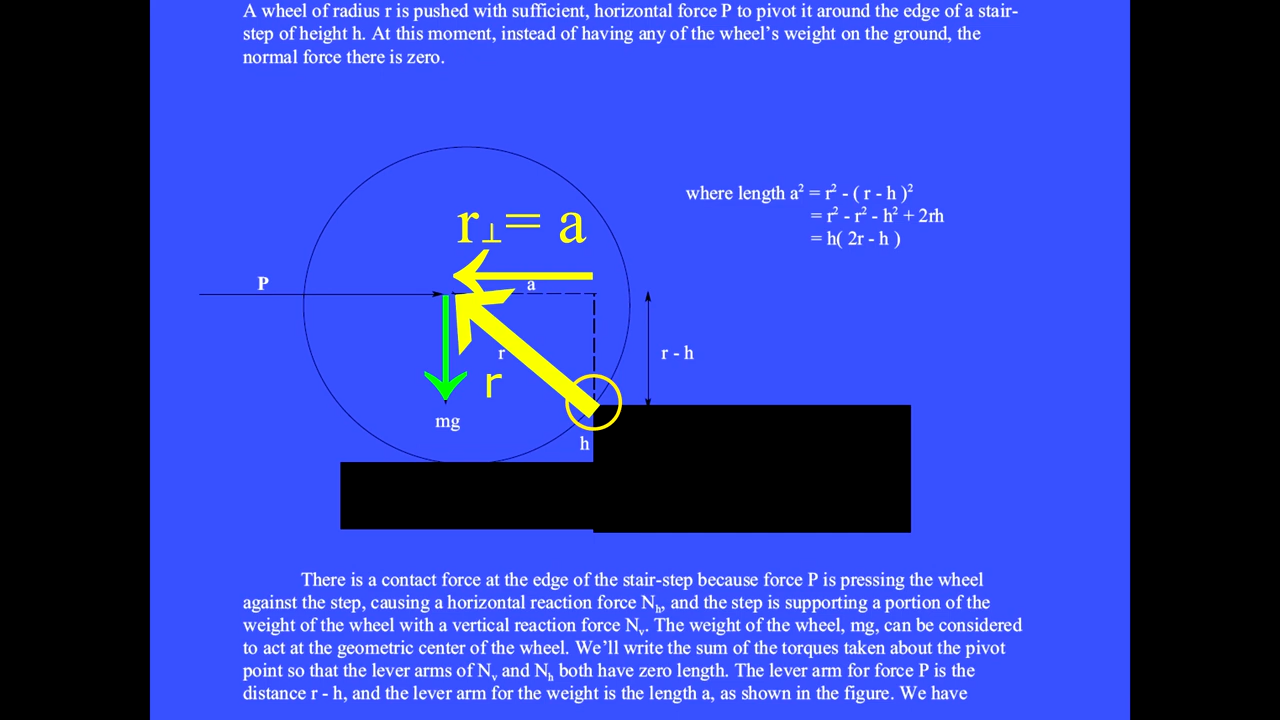 A wheel of radius r is pushed with sufficient, horizontal force P to pivot it around the edge of a stair-
step of height h. At this moment, instead of having any of the wheel’s weight on the ground, the
normal force there is zero.
where length a² = r² - ( r - h )²
= r² - r² - h² + 2rh
= h( 2r - h )
r⊥= a
P
a
r
r - h
r
mg
h
There is a contact force at the edge of the stair-step because force P is pressing the wheel
against the step, causing a horizontal reaction force Nₕ, and the step is supporting a portion of the
weight of the wheel with a vertical reaction force Nᵥ. The weight of the wheel, mg, can be considered
to act at the geometric center of the wheel. We’ll write the sum of the torques taken about the pivot
point so that the lever arms of Nᵥ and Nₕ both have zero length. The lever arm for force P is the
distance r - h, and the lever arm for the weight is the length a, as shown in the figure. We have